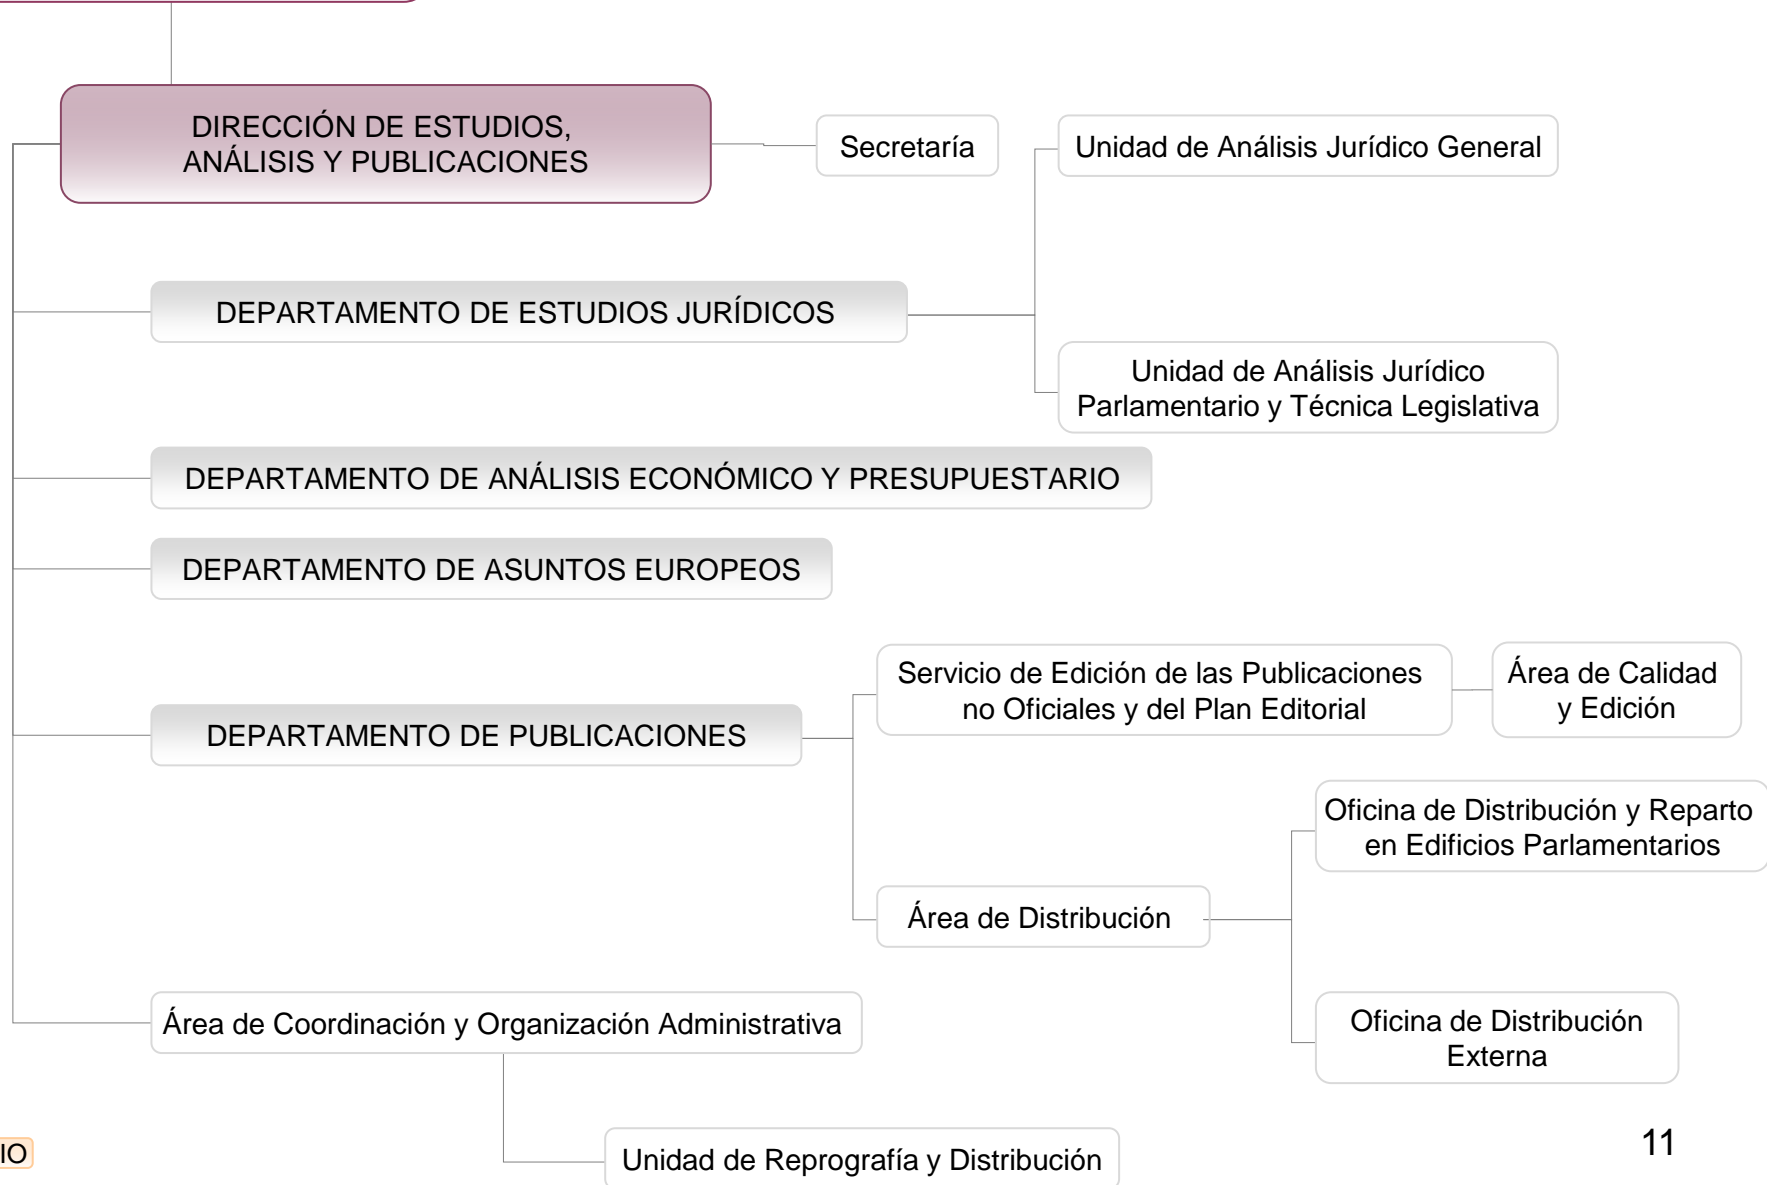 DIRECCIÓN DE ESTUDIOS,
ANÁLISIS Y PUBLICACIONES
Secretaría
Unidad de Análisis Jurídico General
DEPARTAMENTO DE ESTUDIOS JURÍDICOS
Unidad de Análisis Jurídico
Parlamentario y Técnica Legislativa
DEPARTAMENTO DE ANÁLISIS ECONÓMICO Y PRESUPUESTARIO
DEPARTAMENTO DE ASUNTOS EUROPEOS
Servicio de Edición de las Publicaciones
no Oficiales y del Plan Editorial
Área de Calidad
y Edición
DEPARTAMENTO DE PUBLICACIONES
Oficina de Distribución y Reparto
en Edificios Parlamentarios
Área de Distribución
Área de Coordinación y Organización Administrativa
Oficina de Distribución
Externa
Unidad de Reprografía y Distribución
11